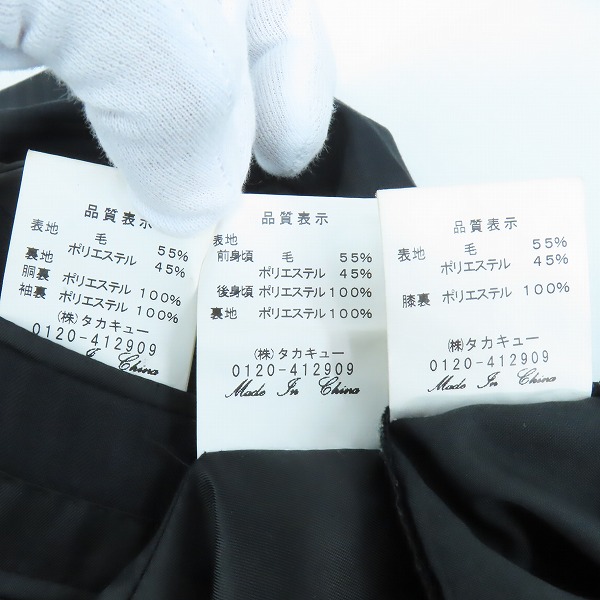 品質表示
表地 毛 55%
ポリエステル 45%
裏地
胴裏 ポリエステル 100%
袖裏 ポリエステル 100%
(株)タカキュー
0120-412909
Made In China
品質表示
表地
前身頃 毛 55%
ポリエステル 45%
後身頃 ポリエステル 100%
裏地 ポリエステル 100%
(株)タカキュー
0120-412909
Made In China
品質表示
表地 毛 55%
ポリエステル 45%
膝裏 ポリエステル 100%
(株)タカキュー
0120-412909
Made In China